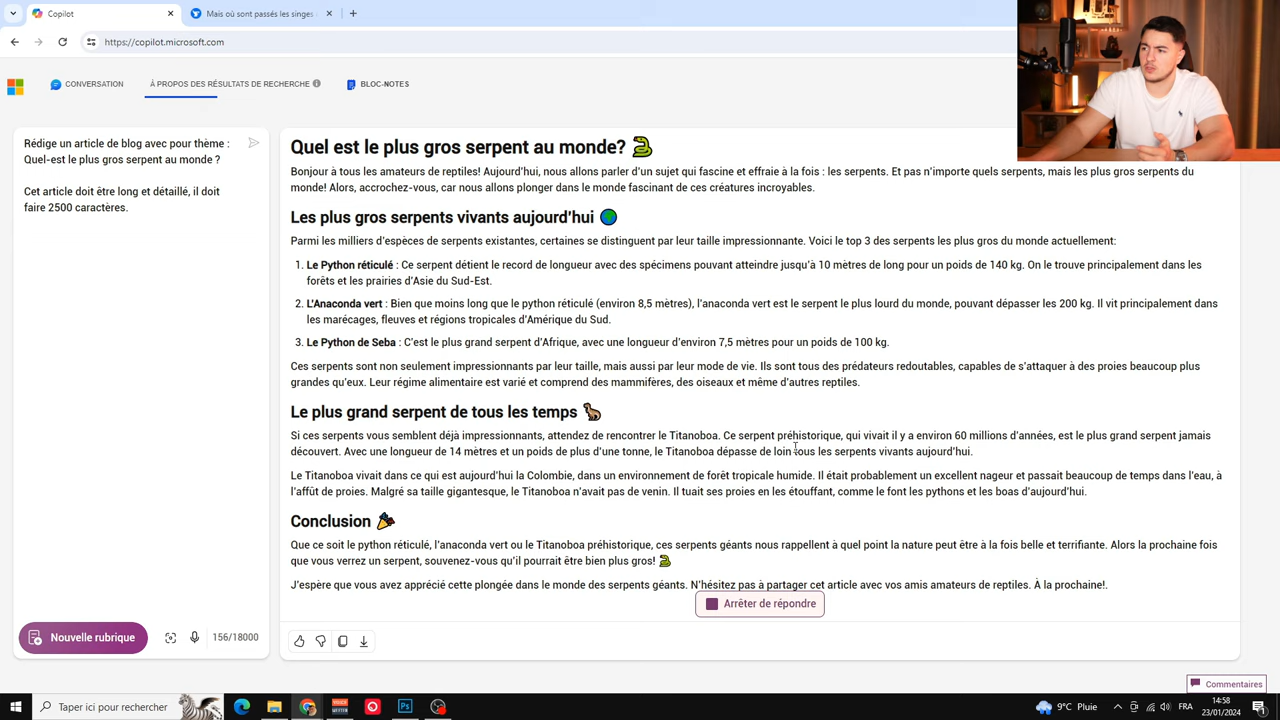 Copilot
Mais où sont passés les singes
https://copilot.microsoft.com
CONVERSATION
À PROPOS DES RÉSULTATS DE RECHERCHE
BLOC-NOTES
Rédige un article de blog avec pour thème :
Quel-est le plus gros serpent au monde ?
Cet article doit être long et détaillé, il doit
faire 2500 caractères.
Nouvelle rubrique
156/18000
Quel est le plus gros serpent au monde?
Bonjour à tous les amateurs de reptiles! Aujourd'hui, nous allons parler d'un sujet qui fascine et effraie à la fois : les serpents. Et pas n'importe quels serpents, mais les plus gros serpents du
monde! Alors, accrochez-vous, car nous allons plonger dans le monde fascinant de ces créatures incroyables.
Les plus gros serpents vivants aujourd'hui
Parmi les milliers d'espèces de serpents existantes, certaines se distinguent par leur taille impressionnante. Voici le top 3 des serpents les plus gros du monde actuellement:
1. Le Python réticulé : Ce serpent détient le record de longueur avec des spécimens pouvant atteindre jusqu'à 10 mètres de long pour un poids de 140 kg. On le trouve principalement dans les
forêts et les prairies d'Asie du Sud-Est.
2. L'Anaconda vert : Bien que moins long que le python réticulé (environ 8,5 mètres), l'anaconda vert est le serpent le plus lourd du monde, pouvant dépasser les 200 kg. Il vit principalement dans
les marécages, fleuves et régions tropicales d'Amérique du Sud.
3. Le Python de Seba : C'est le plus grand serpent d'Afrique, avec une longueur d'environ 7,5 mètres pour un poids de 100 kg.
Ces serpents sont non seulement impressionnants par leur taille, mais aussi par leur mode de vie. Ils sont tous des prédateurs redoutables, capables de s'attaquer à des proies beaucoup plus
grandes qu'eux. Leur régime alimentaire est varié et comprend des mammifères, des oiseaux et même d'autres reptiles.
Le plus grand serpent de tous les temps
Si ces serpents vous semblent déjà impressionnants, attendez de rencontrer le Titanoboa. Ce serpent préhistorique, qui vivait il y a environ 60 millions d'années, est le plus grand serpent jamais
découvert. Avec une longueur de 14 mètres et un poids de plus d'une tonne, le Titanoboa dépasse de loin tous les serpents vivants aujourd'hui.
Le Titanoboa vivait dans ce qui est aujourd'hui la Colombie, dans un environnement de forêt tropicale humide. Il était probablement un excellent nageur et passait beaucoup de temps dans l'eau, à
l'affût de proies. Malgré sa taille gigantesque, le Titanoboa n'avait pas de venin. Il tuait ses proies en les étouffant, comme le font les pythons et les boas d'aujourd'hui.
Conclusion
Que ce soit le python réticulé, l'anaconda vert ou le Titanoboa préhistorique, ces serpents géants nous rappellent à quel point la nature peut être à la fois belle et terrifiante. Alors la prochaine fois
que vous verrez un serpent, souvenez-vous qu'il pourrait être bien plus gros!
J'espère que vous avez apprécié cette plongée dans le monde des serpents géants. N'hésitez pas à partager cet article avec vos amis amateurs de reptiles. À la prochaine!.
Arrêter de répondre
Commentaires
Taper ici pour rechercher
9°C Pluie
FRA
14:58
23/01/2024